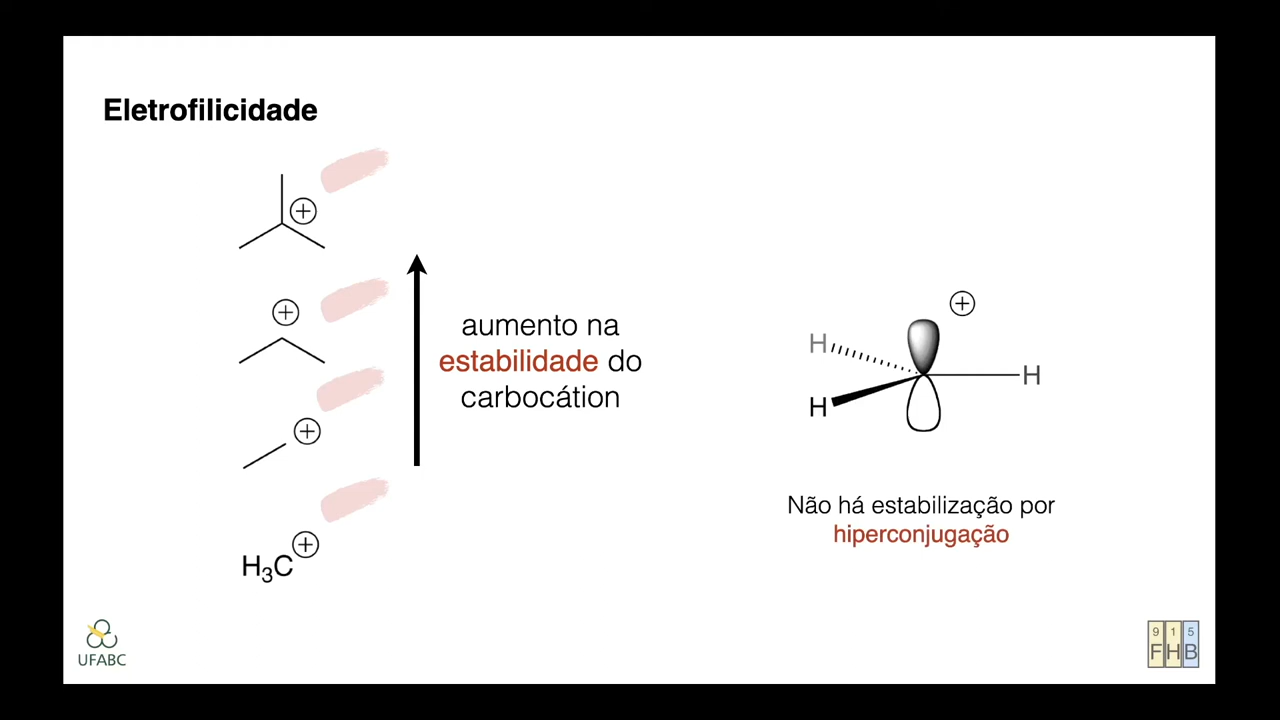 Eletrofilicidade
⊕
⊕
⊕
H₃C⊕
aumento na
estabilidade do
carbocátion
⊕
H
H
H
Não há estabilização por
hiperconjugação
UFABC
9 1 5
F H B